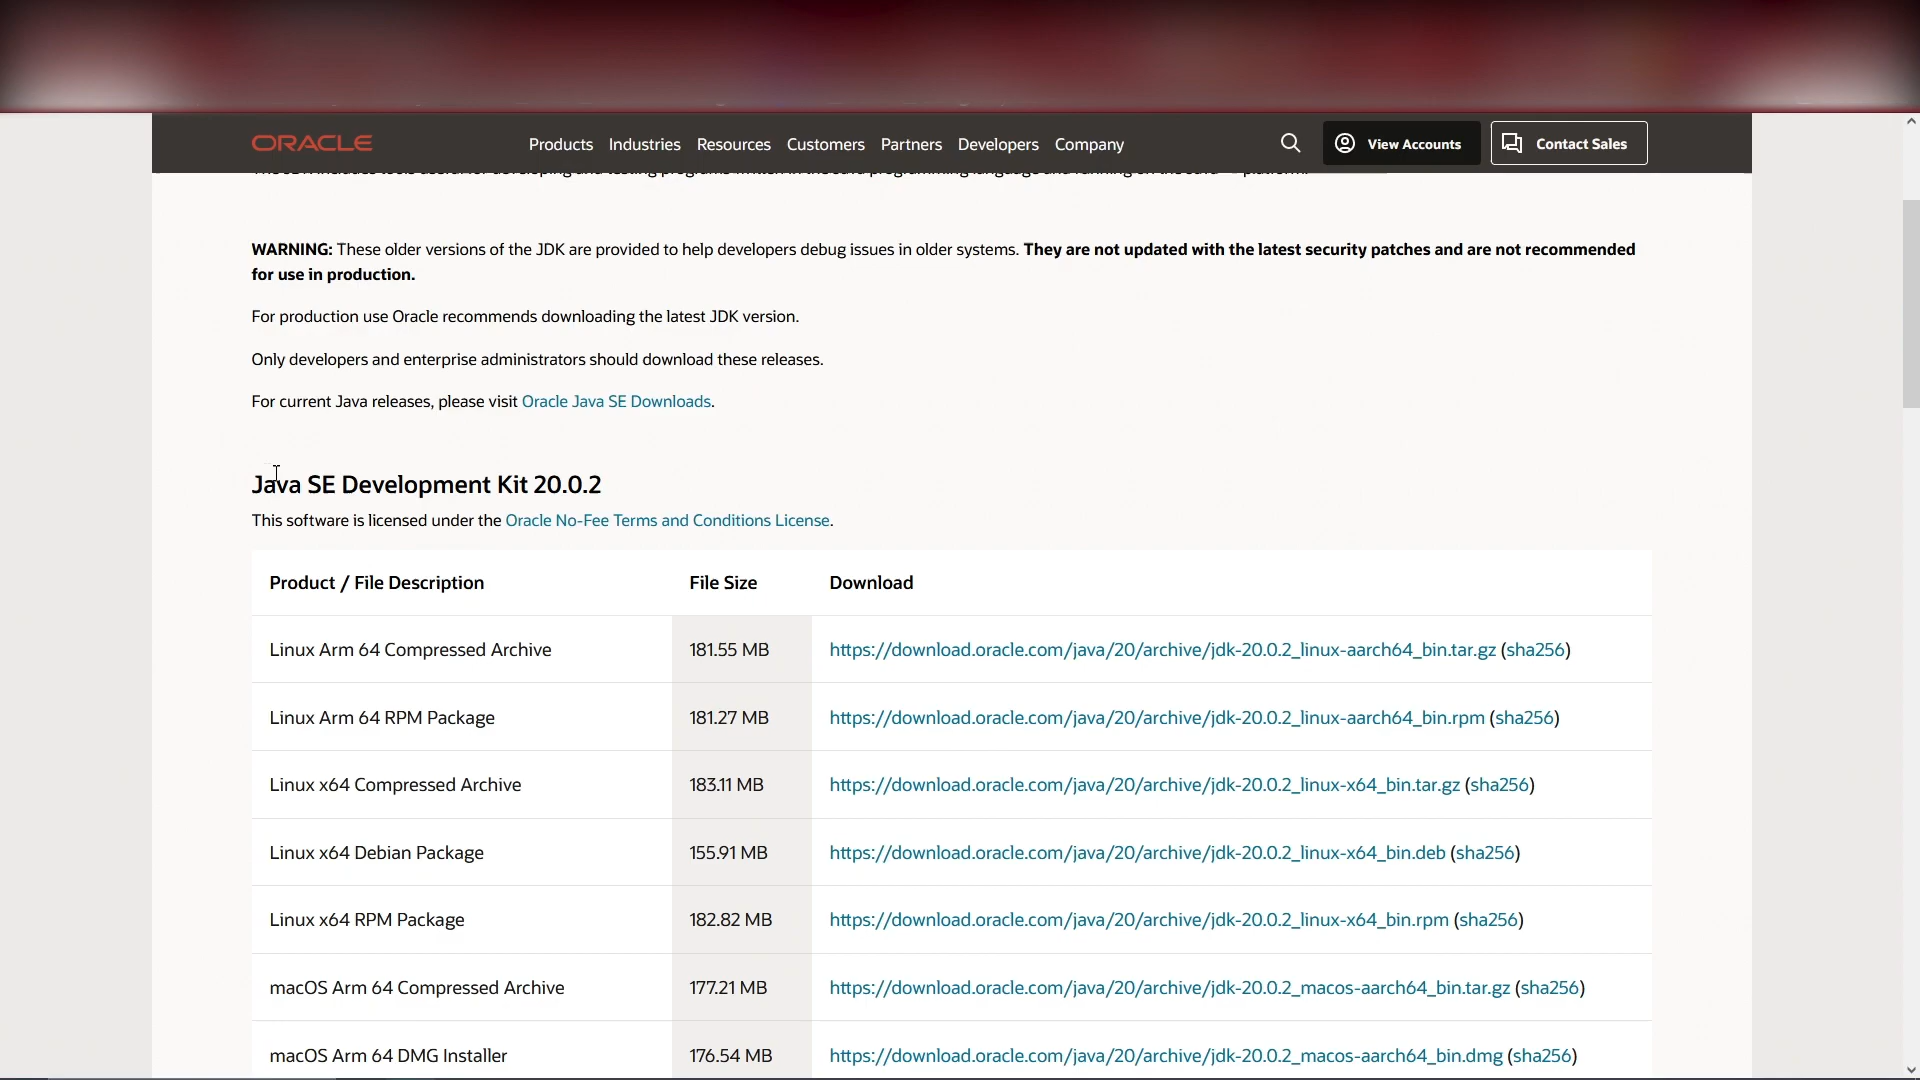 ORACLE Products Industries Resources Customers Partners Developers Company View Accounts Contact Sales
WARNING: These older versions of the JDK are provided to help developers debug issues in older systems. They are not updated with the latest security patches and are not recommended
for use in production.
For production use Oracle recommends downloading the latest JDK version.
Only developers and enterprise administrators should download these releases.
For current Java releases, please visit Oracle Java SE Downloads.
Java SE Development Kit 20.0.2
This software is licensed under the Oracle No-Fee Terms and Conditions License.
Product / File Description File Size Download
Linux Arm 64 Compressed Archive 181.55 MB https://download.oracle.com/java/20/archive/jdk-20.0.2_linux-aarch64_bin.tar.gz (sha256)
Linux Arm 64 RPM Package 181.27 MB https://download.oracle.com/java/20/archive/jdk-20.0.2_linux-aarch64_bin.rpm (sha256)
Linux x64 Compressed Archive 183.11 MB https://download.oracle.com/java/20/archive/jdk-20.0.2_linux-x64_bin.tar.gz (sha256)
Linux x64 Debian Package 155.91 MB https://download.oracle.com/java/20/archive/jdk-20.0.2_linux-x64_bin.deb (sha256)
Linux x64 RPM Package 182.82 MB https://download.oracle.com/java/20/archive/jdk-20.0.2_linux-x64_bin.rpm (sha256)
macOS Arm 64 Compressed Archive 177.21 MB https://download.oracle.com/java/20/archive/jdk-20.0.2_macos-aarch64_bin.tar.gz (sha256)
macOS Arm 64 DMG Installer 176.54 MB https://download.oracle.com/java/20/archive/jdk-20.0.2_macos-aarch64_bin.dmg (sha256)